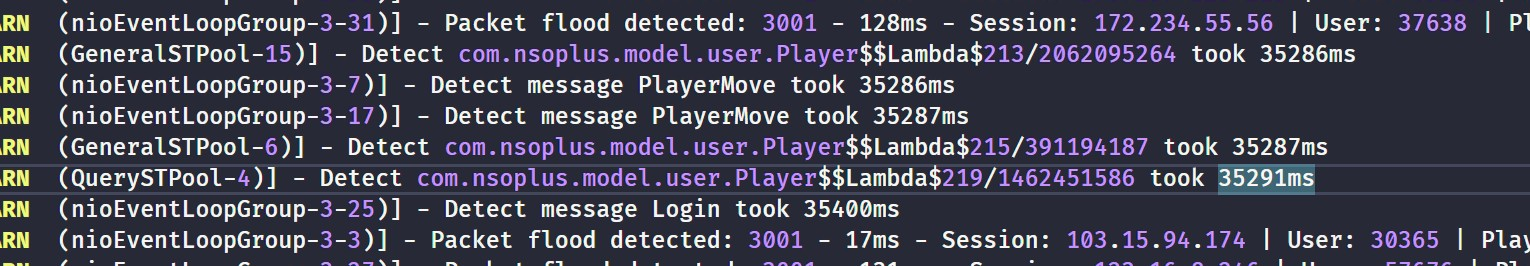 ARN (nioEventLoopGroup-3-31)] - Packet flood detected: 3001 - 128ms - Session: 172.234.55.56 | User: 37638 | Pl
ARN (GeneralSTPool-15)] - Detect com.nsoplus.model.user.Player$$Lambda$213/2062095264 took 35286ms
ARN (nioEventLoopGroup-3-7)] - Detect message PlayerMove took 35286ms
ARN (nioEventLoopGroup-3-17)] - Detect message PlayerMove took 35287ms
ARN (GeneralSTPool-6)] - Detect com.nsoplus.model.user.Player$$Lambda$215/391194187 took 35287ms
ARN (QuerySTPool-4)] - Detect com.nsoplus.model.user.Player$$Lambda$219/1462451586 took 35291ms
ARN (nioEventLoopGroup-3-25)] - Detect message Login took 35400ms
ARN (nioEventLoopGroup-3-3)] - Packet flood detected: 3001 - 17ms - Session: 103.15.94.174 | User: 30365 | Play